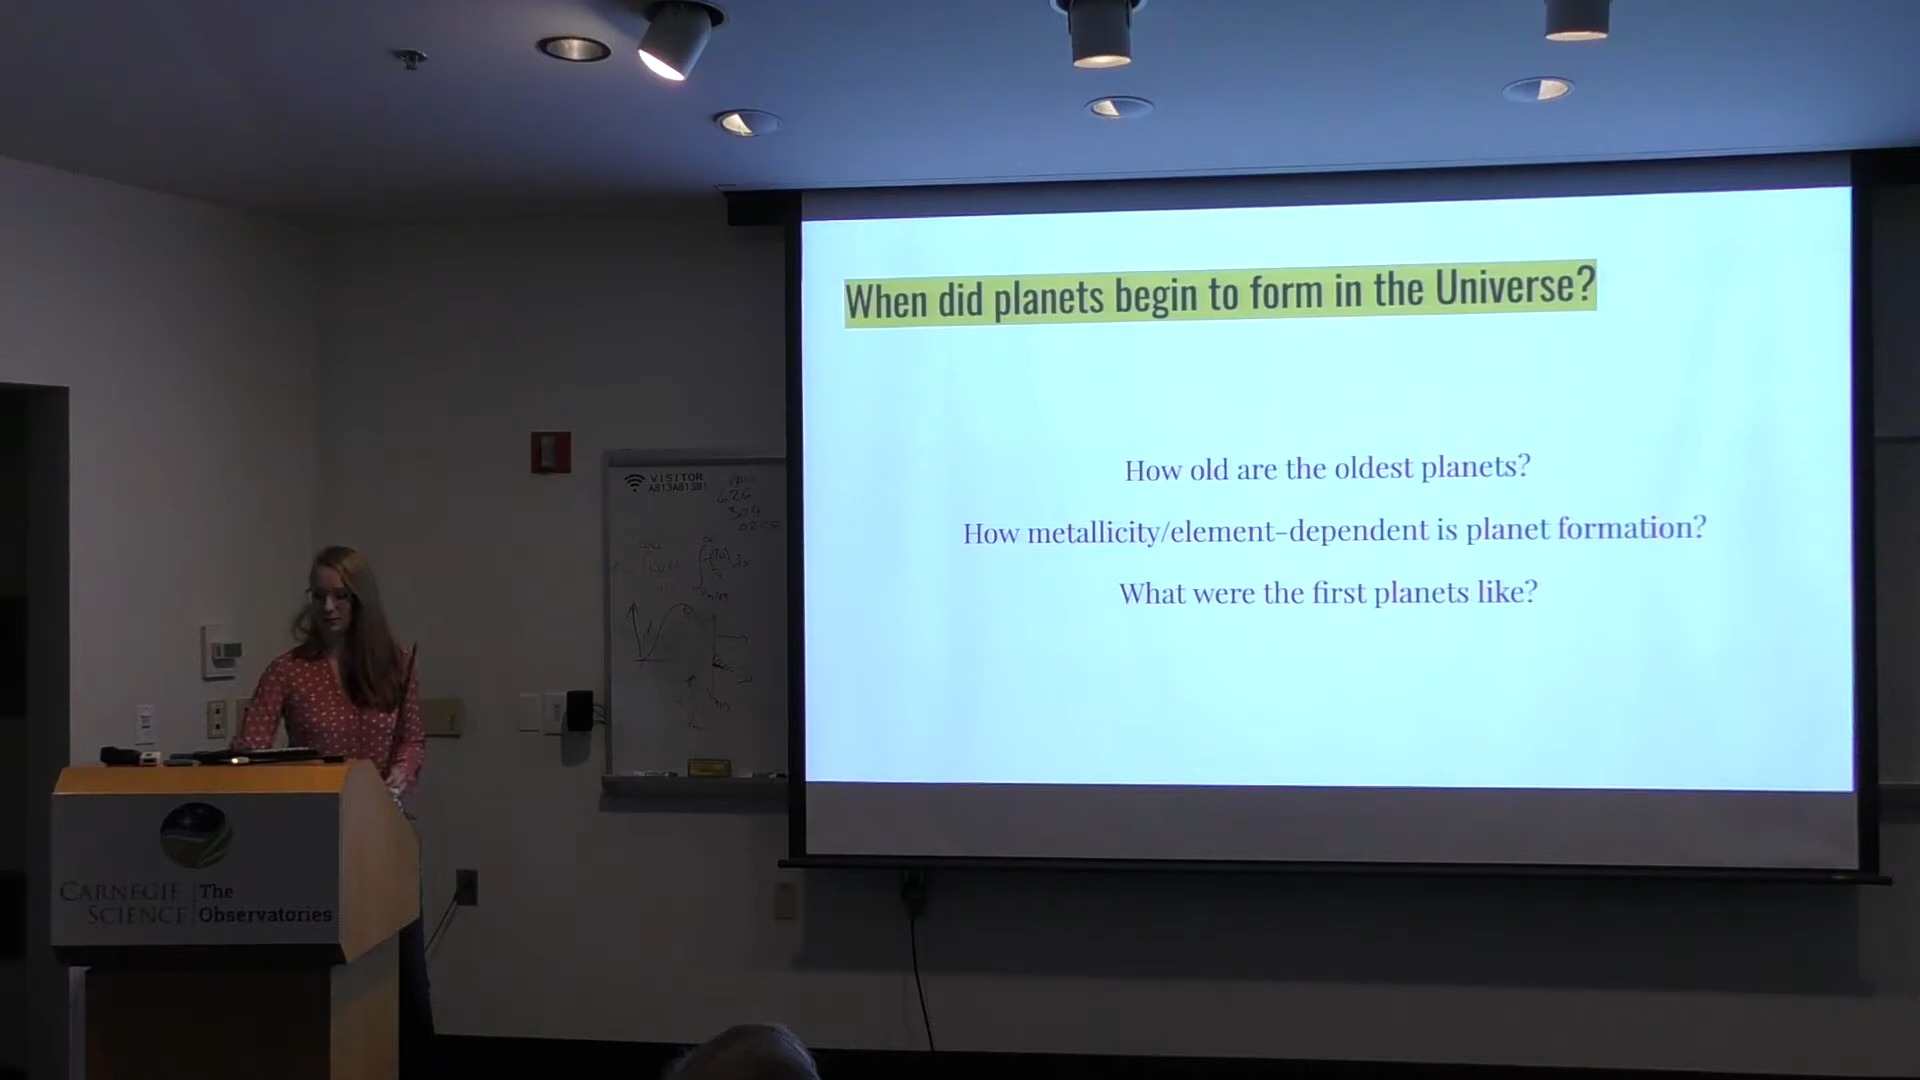 When did planets begin to form in the Universe?
How old are the oldest planets?
How metallicity/element-dependent is planet formation?
What were the first planets like?
VISITOR
626
CARNEGIE
SCIENCE
The
Observatories